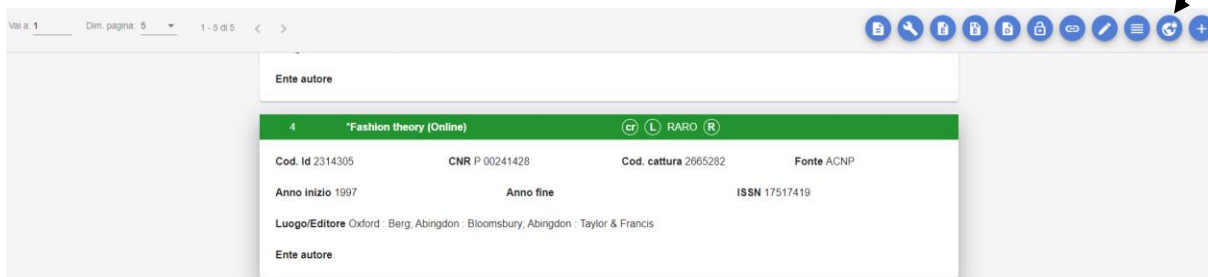 Vai a: 1 Dim. pagina: 5 1 - 5 di 5
Ente autore
4 *Fashion theory (Online) cr L RARO R
Cod. Id 2314305 CNR P 00241428 Cod. cattura 2665282 Fonte ACNP
Anno inizio 1997 Anno fine ISSN 17517419
Luogo/Editore Oxford : Berg; Abingdon : Bloomsbury; Abingdon : Taylor & Francis
Ente autore